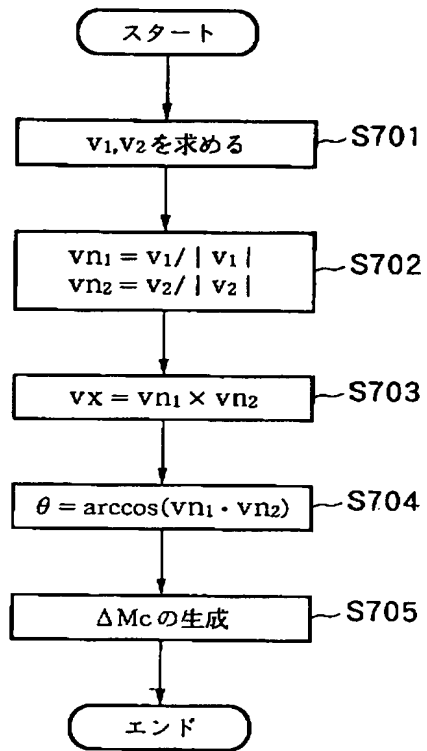 スタート
v₁,v₂を求める
S701
vn₁ = v₁/ | v₁ |
vn₂ = v₂/ | v₂ |
S702
vx = vn₁ × vn₂
S703
θ = arccos(vn₁・vn₂)
S704
ΔMcの生成
S705
エンド